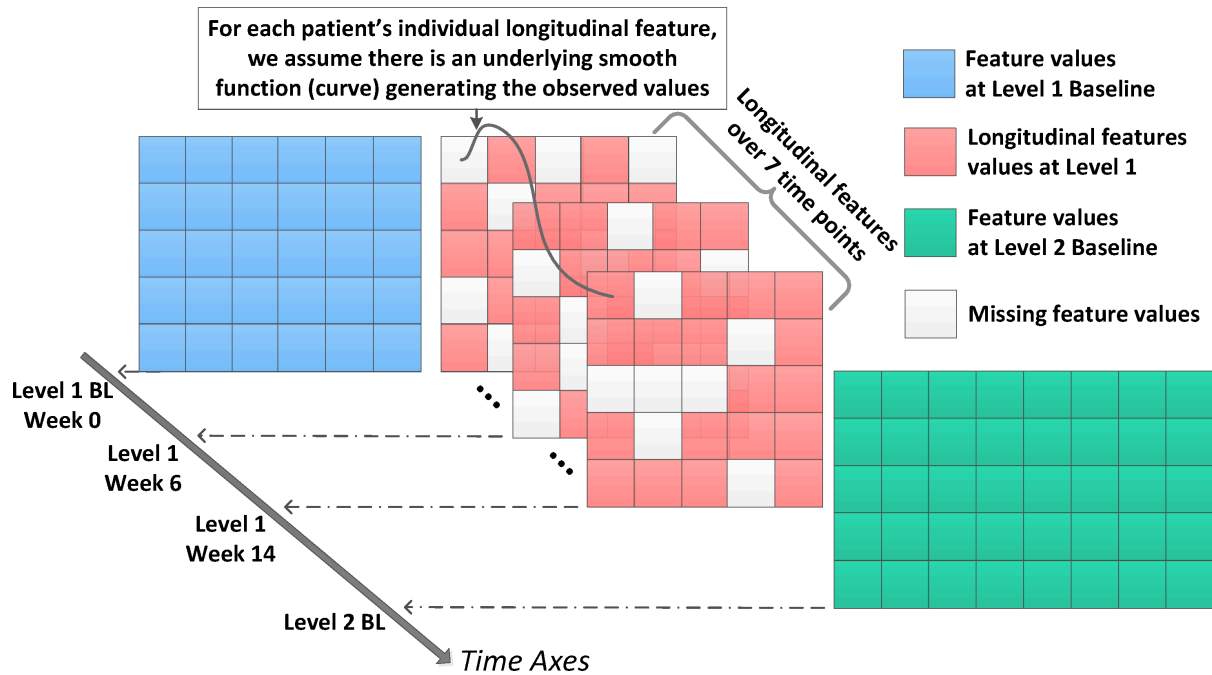 For each patient’s individual longitudinal feature,
we assume there is an underlying smooth
function (curve) generating the observed values
Longitudinal features
over 7 time points
Feature values
at Level 1 Baseline
Longitudinal features
values at Level 1
Feature values
at Level 2 Baseline
Missing feature values
Level 1 BL
Week 0
Level 1
Week 6
Level 1
Week 14
Level 2 BL
Time Axes